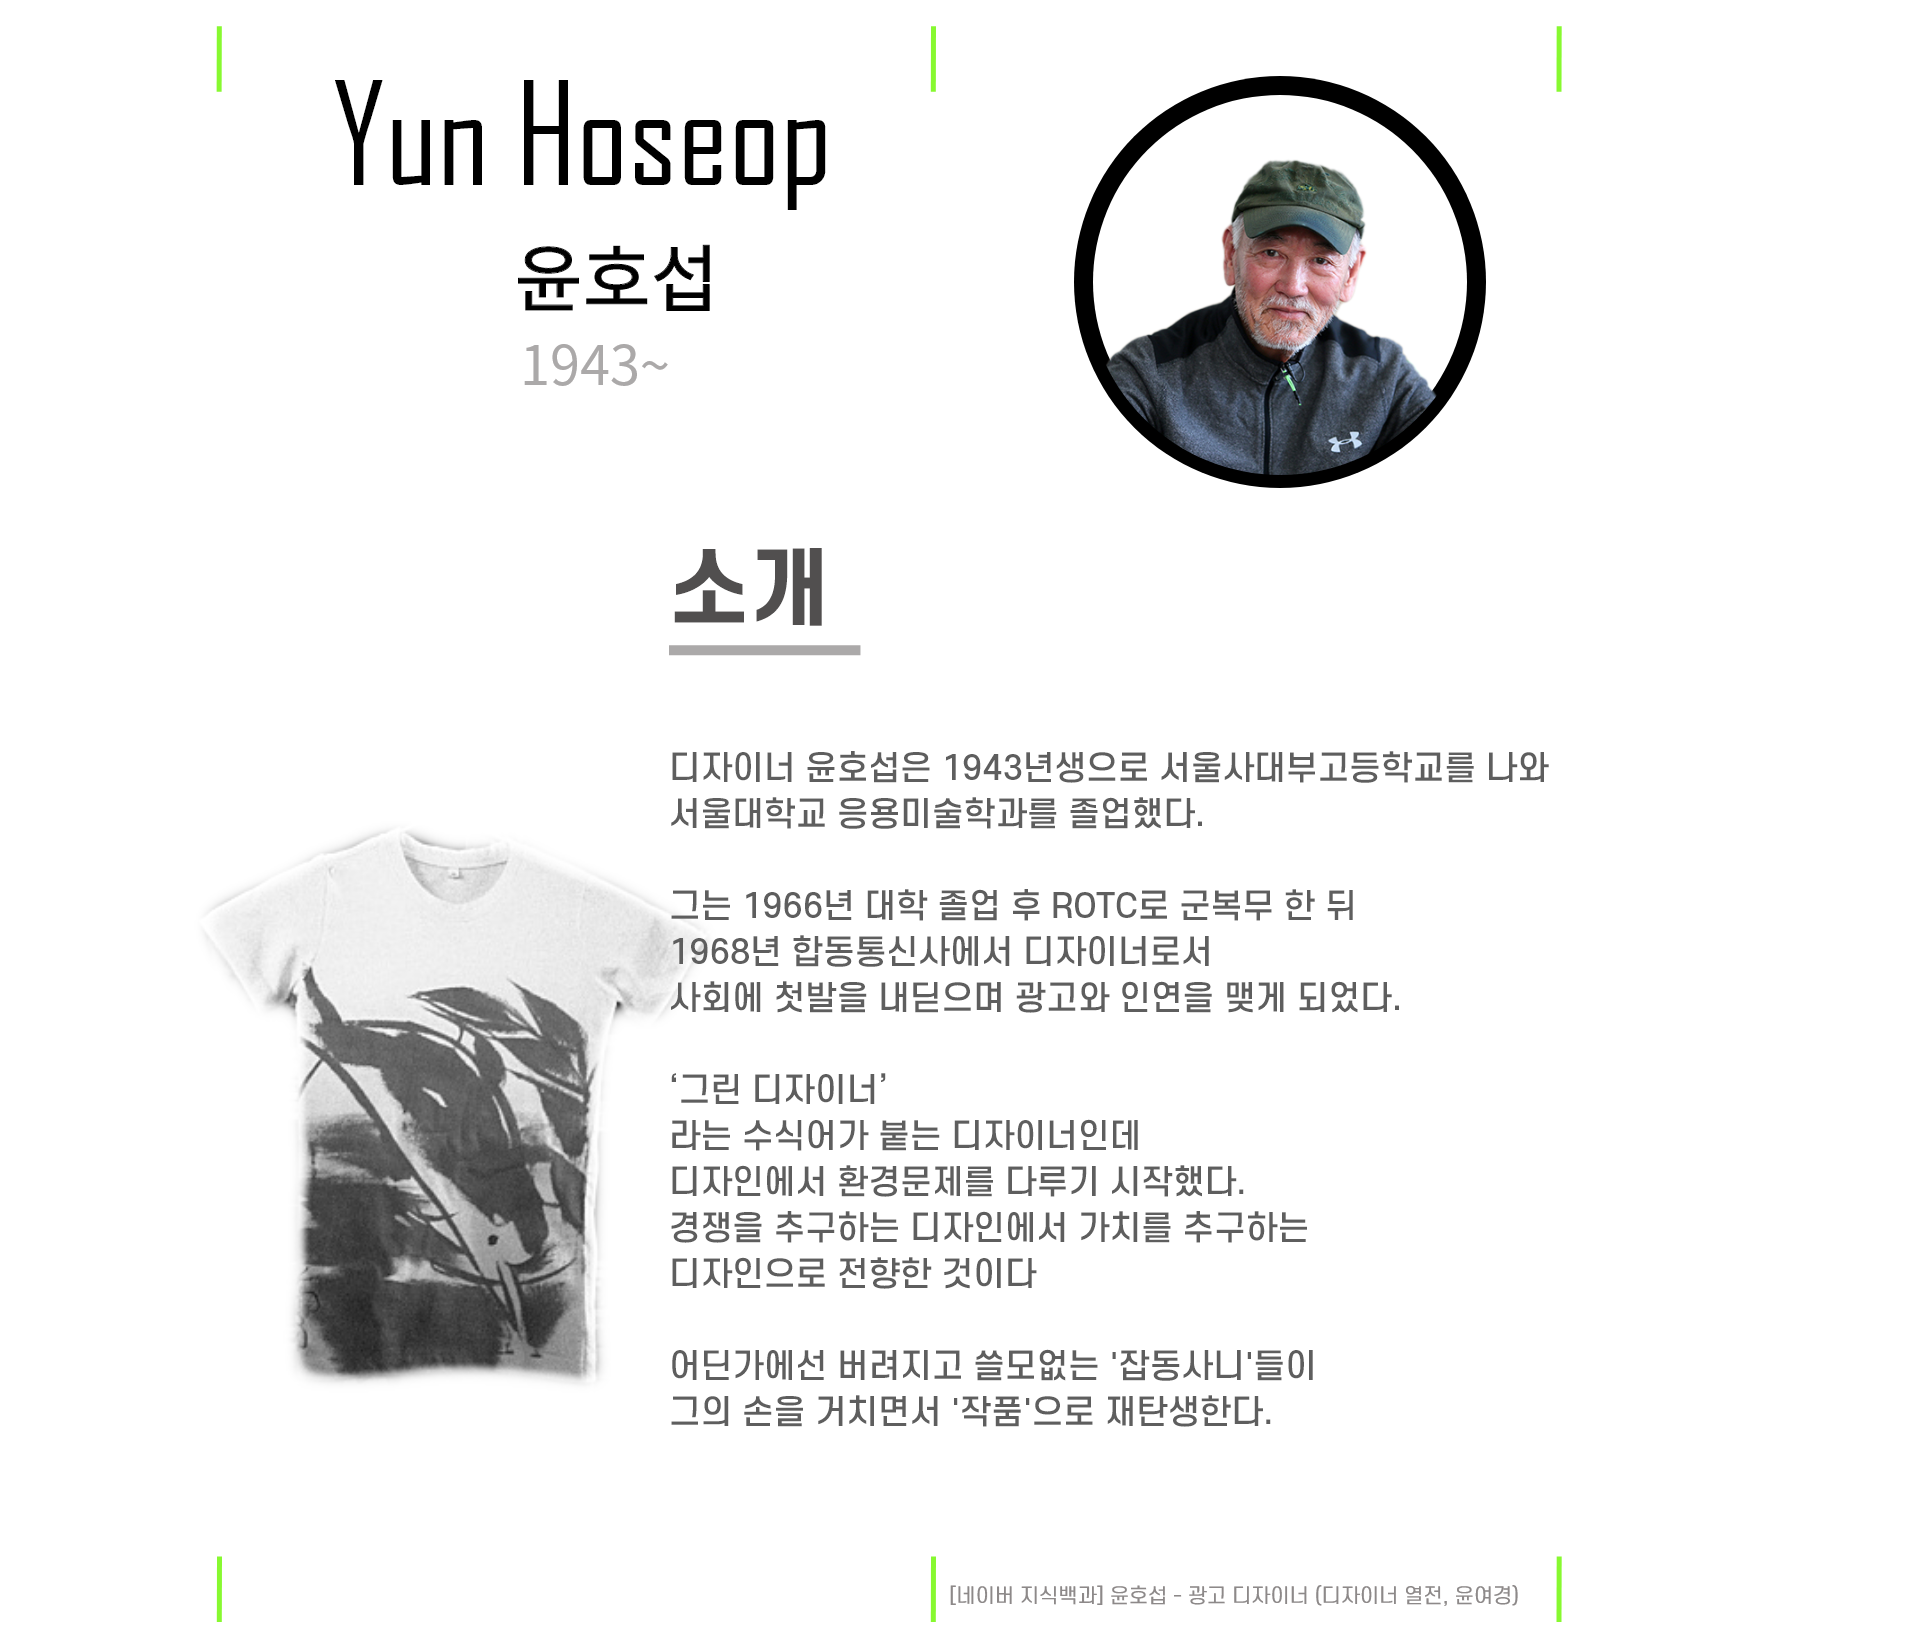 Yun Hoseop
윤호섭
1943~
소개
디자이너 윤호섭은 1943년생으로 서울사대부고등학교를 나와
서울대학교 응용미술학과를 졸업했다.
그는 1966년 대학 졸업 후 ROTC로 군복무 한 뒤
1968년 합동통신사에서 디자이너로서
사회에 첫발을 내딛으며 광고와 인연을 맺게 되었다.
‘그린 디자이너’
라는 수식어가 붙는 디자이너인데
디자인에서 환경문제를 다루기 시작했다.
경쟁을 추구하는 디자인에서 가치를 추구하는
디자인으로 전향한 것이다
어딘가에선 버려지고 쓸모없는 '잡동사니'들이
그의 손을 거치면서 '작품'으로 재탄생한다.
[네이버 지식백과] 윤호섭 - 광고 디자이너 (디자이너 열전, 윤여경)